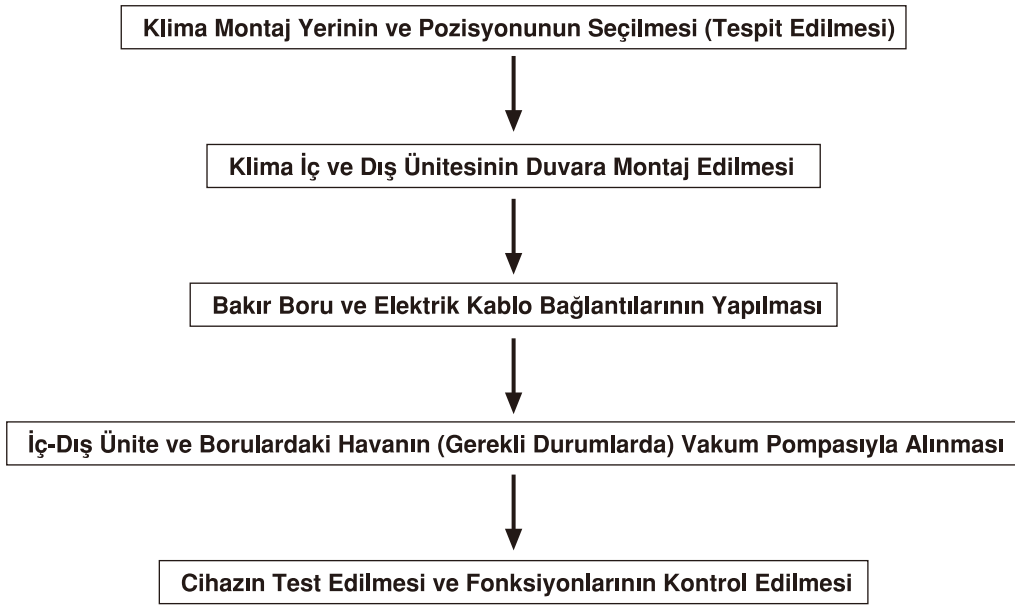 Klima Montaj Yerinin ve Pozisyonunun Seçilmesi (Tespit Edilmesi)
Klima İç ve Dış Ünitesinin Duvara Montaj Edilmesi
Bakır Boru ve Elektrik Kablo Bağlantılarının Yapılması
İç-Dış Ünite ve Borulardaki Havanın (Gerekli Durumlarda) Vakum Pompasıyla Alınması
Cihazın Test Edilmesi ve Fonksiyonlarının Kontrol Edilmesi